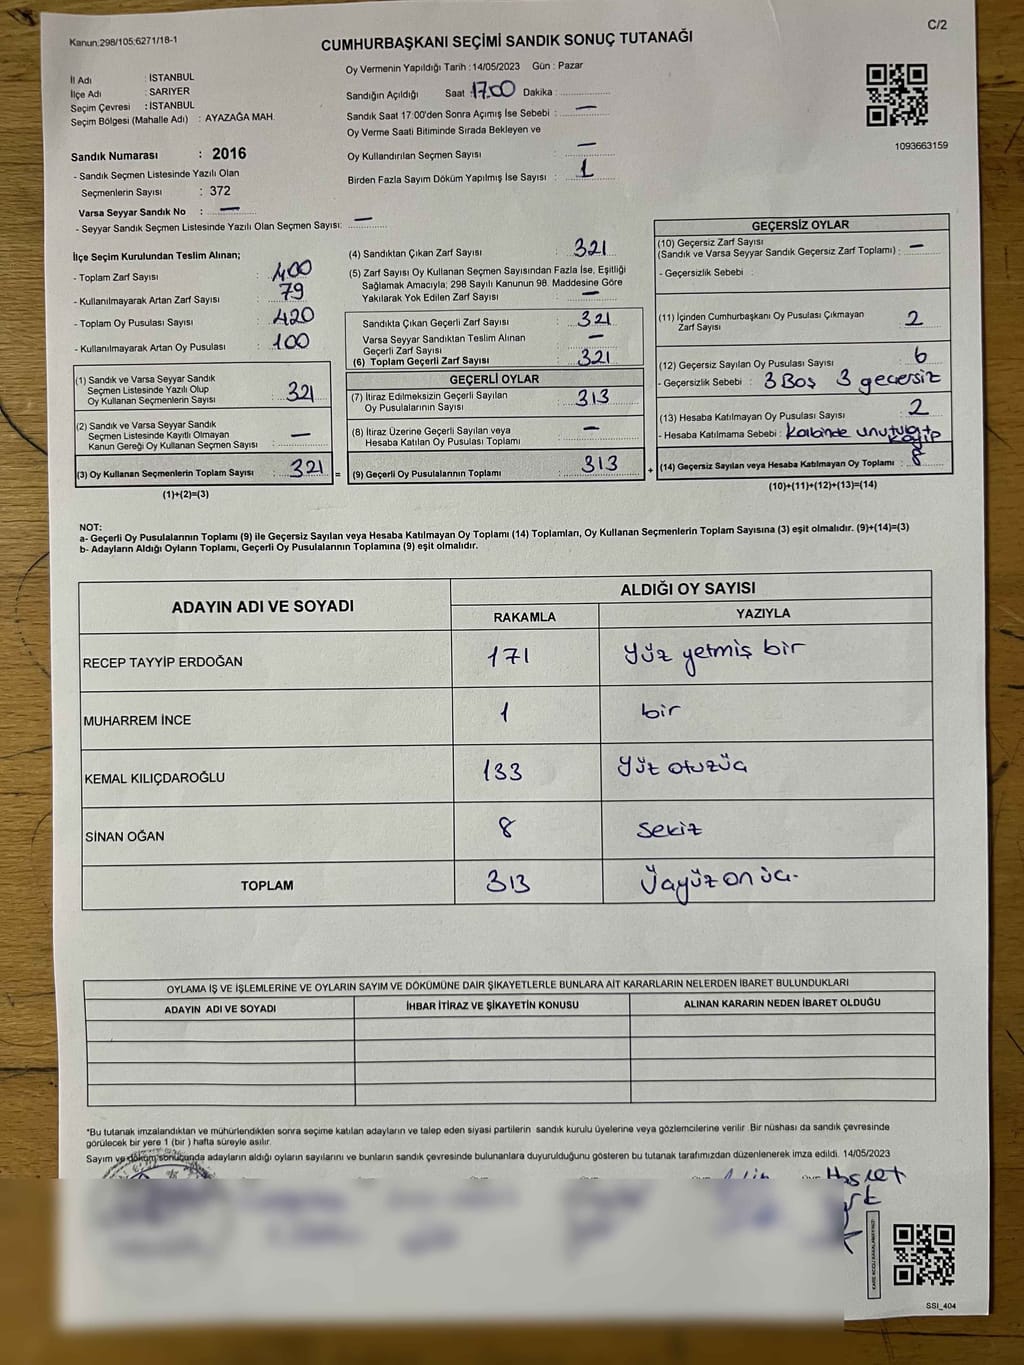 Kanun:298/105;6271/18-1
C/2
CUMHURBAŞKANI SEÇİMİ SANDIK SONUÇ TUTANAĞI
İl Adı : İSTANBUL
İlçe Adı : SARIYER
Seçim Çevresi : İSTANBUL
Seçim Bölgesi (Mahalle Adı) : AYAZAĞA MAH.
Sandık Numarası : 2016
- Sandık Seçmen Listesinde Yazılı Olan
Seçmenlerin Sayısı : 372
Varsa Seyyar Sandık No : —
- Seyyar Sandık Seçmen Listesinde Yazılı Olan Seçmen Sayısı: —
Oy Vermenin Yapıldığı Tarih :14/05/2023 Gün : Pazar
Sandığın Açıldığı Saat :17.00 Dakika :
Sandık Saat 17:00'den Sonra Açımış İse Sebebi : —
Oy Verme Saati Bitiminde Sırada Bekleyen ve
Oy Kullandırılan Seçmen Sayısı : —
Birden Fazla Sayım Döküm Yapılmış İse Sayısı : 1
1093663159
İlçe Seçim Kurulundan Teslim Alınan;
- Toplam Zarf Sayısı : 400
- Kullanılmayarak Artan Zarf Sayısı : 79
- Toplam Oy Pusulası Sayısı : 420
- Kullanılmayarak Artan Oy Pusulası : 100
(1) Sandık ve Varsa Seyyar Sandık
Seçmen Listesinde Yazılı Olup
Oy Kullanan Seçmenlerin Sayısı : 321
(2) Sandık ve Varsa Seyyar Sandık
Seçmen Listesinde Kayıtlı Olmayan
Kanun Gereği Oy Kullanan Seçmen Sayısı : —
(3) Oy Kullanan Seçmenlerin Toplam Sayısı : 321 =
(1)+(2)=(3)
(4) Sandıktan Çıkan Zarf Sayısı : 321
(5) Zarf Sayısı Oy Kullanan Seçmen Sayısından Fazla İse, Eşitliği
Sağlamak Amacıyla; 298 Sayılı Kanunun 98. Maddesine Göre
Yakılarak Yok Edilen Zarf Sayısı : —
Sandıkta Çıkan Geçerli Zarf Sayısı : 321
Varsa Seyyar Sandıktan Teslim Alınan
Geçerli Zarf Sayısı : —
(6) Toplam Geçerli Zarf Sayısı : 321
GEÇERLİ OYLAR
(7) İtiraz Edilmeksizin Geçerli Sayılan
Oy Pusulalarının Sayısı : 313
(8) İtiraz Üzerine Geçerli Sayılan veya
Hesaba Katılan Oy Pusulası Toplamı : —
(9) Geçerli Oy Pusulalarının Toplamı : 313 +
GEÇERSİZ OYLAR
(10) Geçersiz Zarf Sayısı
(Sandık ve Varsa Seyyar Sandık Geçersiz Zarf Toplamı) : —
- Geçersizlik Sebebi :
(11) İçinden Cumhurbaşkanı Oy Pusulası Çıkmayan
Zarf Sayısı : 2
(12) Geçersiz Sayılan Oy Pusulası Sayısı : 6
- Geçersizlik Sebebi : 3 Boş 3 geçersiz
(13) Hesaba Katılmayan Oy Pusulası Sayısı : 2
- Hesaba Katılmama Sebebi : Kabinde unutulup
kayıp
(14) Geçersiz Sayılan veya Hesaba Katılmayan Oy Toplamı : 8
(10)+(11)+(12)+(13)=(14)
NOT:
a- Geçerli Oy Pusulalarının Toplamı (9) ile Geçersiz Sayılan veya Hesaba Katılmayan Oy Toplamı (14) Toplamları, Oy Kullanan Seçmenlerin Toplam Sayısına (3) eşit olmalıdır. (9)+(14)=(3)
b- Adayların Aldığı Oyların Toplamı, Geçerli Oy Pusulalarının Toplamına (9) eşit olmalıdır.
ADAYIN ADI VE SOYADI
ALDIĞI OY SAYISI
RAKAMLA YAZIYLA
RECEP TAYYİP ERDOĞAN 171 Yüz yetmiş bir
MUHARREM İNCE 1 bir
KEMAL KILIÇDAROĞLU 133 Yüz otuzüç
SİNAN OĞAN 8 Sekiz
TOPLAM 313 Üçyüz on üç.
OYLAMA İŞ VE İŞLEMLERİNE VE OYLARIN SAYIM VE DÖKÜMÜNE DAİR ŞİKAYETLERLE BUNLARA AİT KARARLARIN NELERDEN İBARET BULUNDUKLARI
ADAYIN ADI VE SOYADI İHBAR İTİRAZ VE ŞİKAYETİN KONUSU ALINAN KARARIN NEDEN İBARET OLDUĞU
*Bu tutanak imzalandıktan ve mühürlendikten sonra seçime katılan adayların ve talep eden siyasi partilerin sandık kurulu üyelerine veya gözlemcilerine verilir .Bir nüshası da sandık çevresinde
görülecek bir yere 1 (bir ) hafta süreyle asılır.
Sayım ve döküm sonucunda adayların aldığı oyların sayılarını ve bunların sandık çevresinde bulunanlara duyurulduğunu gösteren bu tutanak tarafımızdan düzenlenerek imza edildi. 14/05/2023
SSI_404